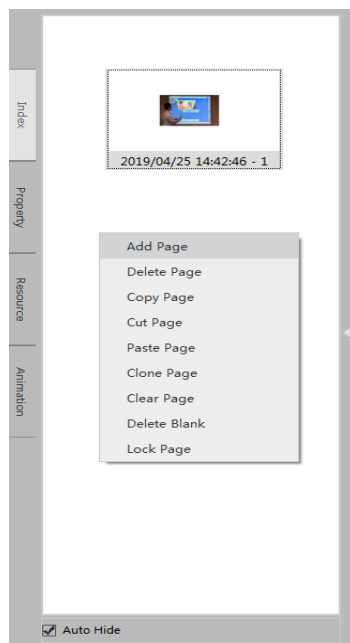 Index
Property
Resource
Animation
2019/04/25 14:42:46 - 1
Add Page
Delete Page
Copy Page
Cut Page
Paste Page
Clone Page
Clear Page
Delete Blank
Lock Page
Auto Hide